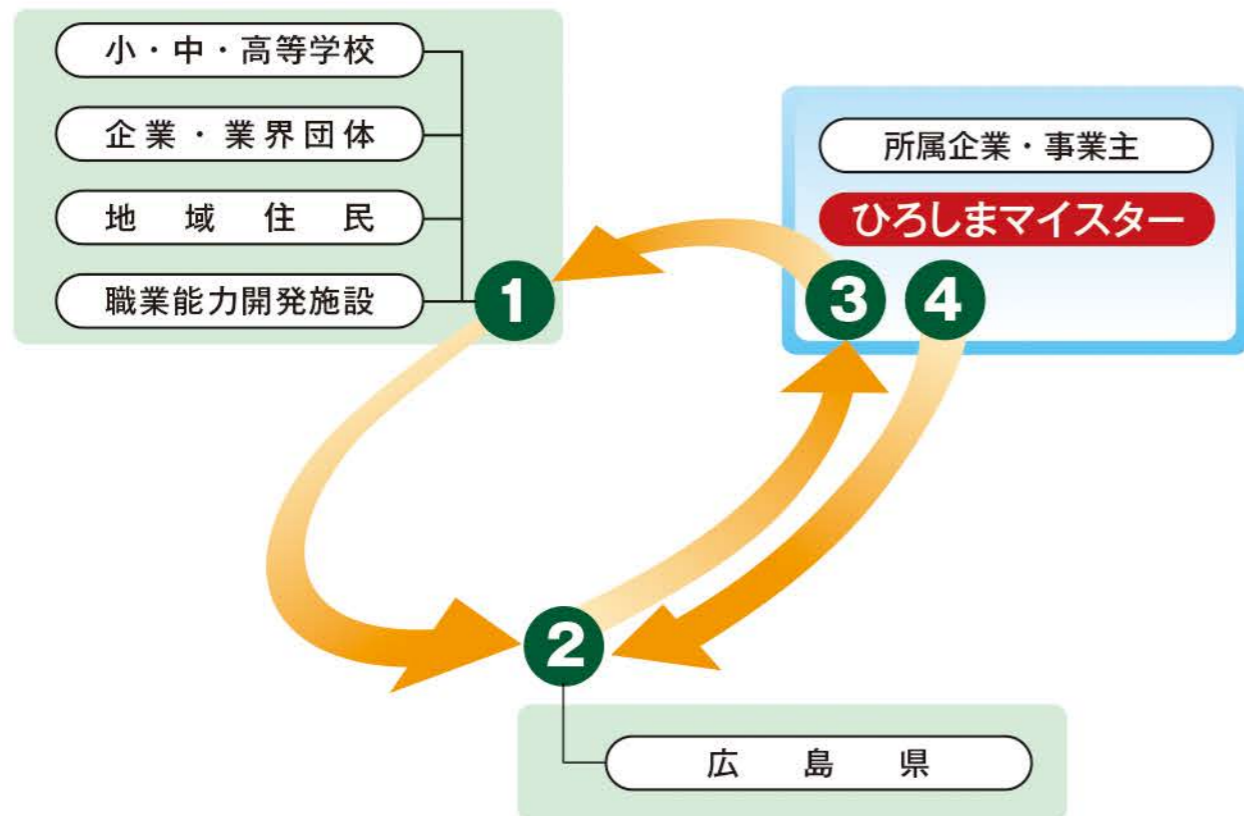 小・中・高等学校
企業・業界団体
地域住民
職業能力開発施設
1
所属企業・事業主
ひろしまマイスター
3 4
2
広島県